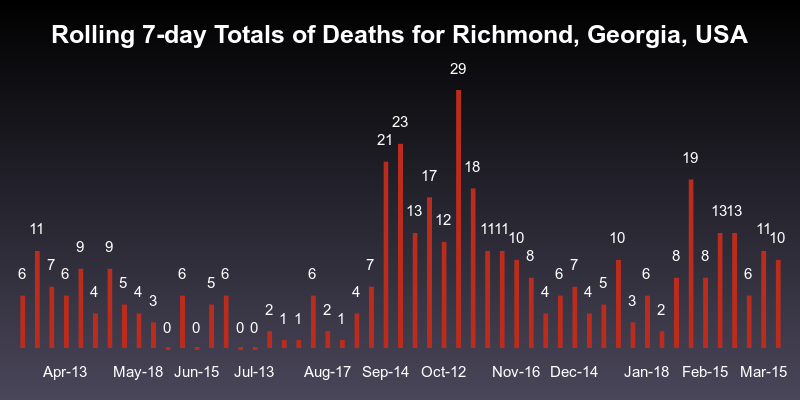 Rolling 7-day Totals of Deaths for Richmond, Georgia, USA
6 11 7 6 9 4 9 5 4 3 0 6 0 5 6 0 0 2 1 1 6 2 1 4 7 21 23 13 17 12 29 18 11 11 10 8 4 6 7 4 5 10 3 6 2 8 19 8 13 13 6 11 10
Apr-13 May-18 Jun-15 Jul-13 Aug-17 Sep-14 Oct-12 Nov-16 Dec-14 Jan-18 Feb-15 Mar-15